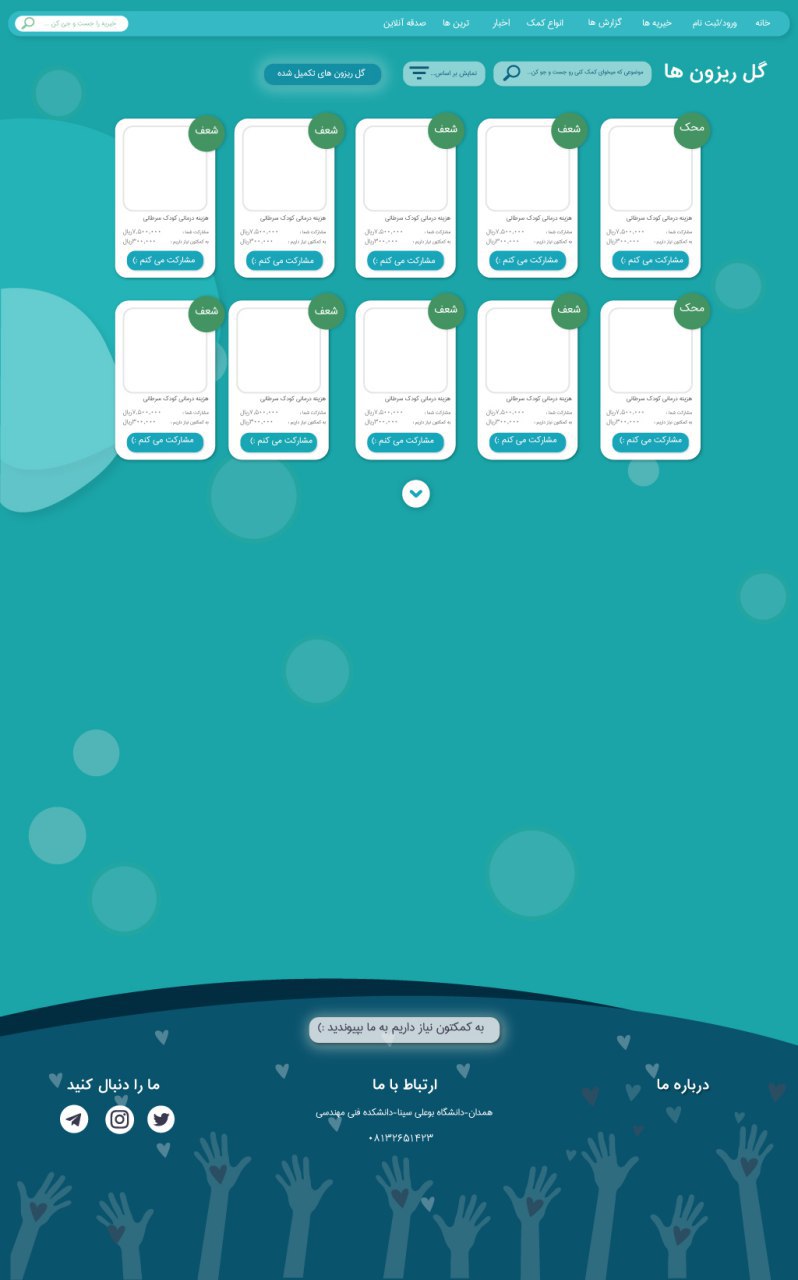 خانه
ورود/ثبت نام
خیریه ها
گزارش ها
انواع کمک
اخبار
ترین ها
صدقه آنلاین
خیریه را جست و جی کن ...
گل ریزون ها
موضوعی که میخوای کمک کنی رو جست و جو کن...
نمایش بر اساس...
گل ریزون های تکمیل شده
محک
هزینه درمانی کودک سرطانی
مشارکت شما : ۷,۵۰۰,۰۰۰ریال
به کمکتون نیاز داریم : ۳۰۰,۰۰۰ریال
مشارکت می کنم :)
شعف
هزینه درمانی کودک سرطانی
مشارکت شما : ۷,۵۰۰,۰۰۰ریال
به کمکتون نیاز داریم : ۳۰۰,۰۰۰ریال
مشارکت می کنم :)
شعف
هزینه درمانی کودک سرطانی
مشارکت شما : ۷,۵۰۰,۰۰۰ریال
به کمکتون نیاز داریم : ۳۰۰,۰۰۰ریال
مشارکت می کنم :)
شعف
هزینه درمانی کودک سرطانی
مشارکت شما : ۷,۵۰۰,۰۰۰ریال
به کمکتون نیاز داریم : ۳۰۰,۰۰۰ریال
مشارکت می کنم :)
شعف
هزینه درمانی کودک سرطانی
مشارکت شما : ۷,۵۰۰,۰۰۰ریال
به کمکتون نیاز داریم : ۳۰۰,۰۰۰ریال
مشارکت می کنم :)
محک
هزینه درمانی کودک سرطانی
مشارکت شما : ۷,۵۰۰,۰۰۰ریال
به کمکتون نیاز داریم : ۳۰۰,۰۰۰ریال
مشارکت می کنم :)
شعف
هزینه درمانی کودک سرطانی
مشارکت شما : ۷,۵۰۰,۰۰۰ریال
به کمکتون نیاز داریم : ۳۰۰,۰۰۰ریال
مشارکت می کنم :)
شعف
هزینه درمانی کودک سرطانی
مشارکت شما : ۷,۵۰۰,۰۰۰ریال
به کمکتون نیاز داریم : ۳۰۰,۰۰۰ریال
مشارکت می کنم :)
شعف
هزینه درمانی کودک سرطانی
مشارکت شما : ۷,۵۰۰,۰۰۰ریال
به کمکتون نیاز داریم : ۳۰۰,۰۰۰ریال
مشارکت می کنم :)
شعف
هزینه درمانی کودک سرطانی
مشارکت شما : ۷,۵۰۰,۰۰۰ریال
به کمکتون نیاز داریم : ۳۰۰,۰۰۰ریال
مشارکت می کنم :)
به کمکتون نیاز داریم به ما بپیوندید :)
درباره ما
ارتباط با ما
همدان-دانشگاه بوعلی سینا-دانشکده فنی مهندسی
۰۸۱۳۲۶۵۱۴۲۳
ما را دنبال کنید